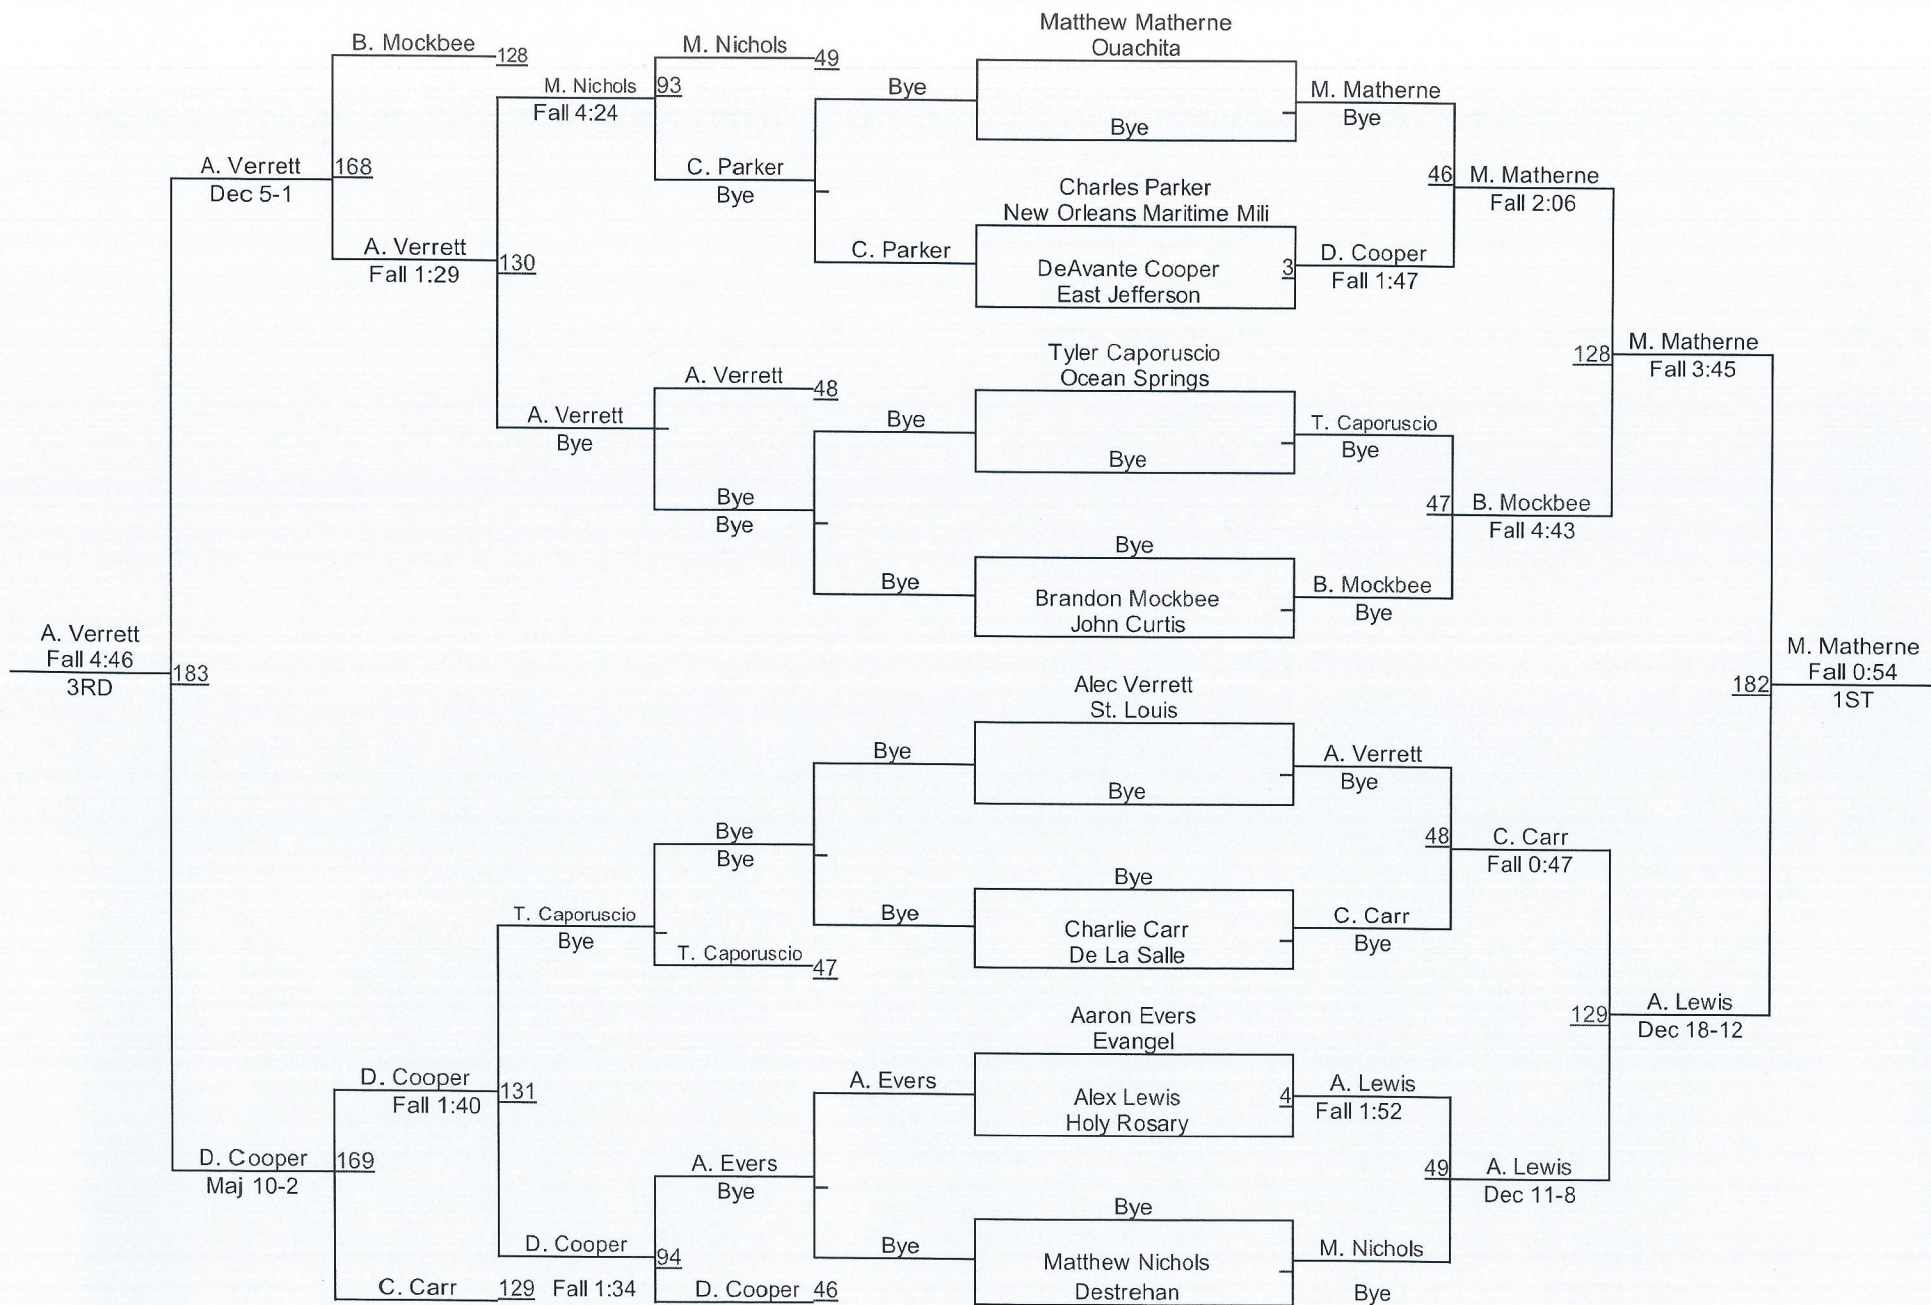 Matthew Matherne
Ouachita
B. Mockbee
128
M. Nichols
49
M. Nichols
93
Fall 4:24
Bye
Bye
M. Matherne
Bye
A. Verrett
168
Dec 5-1
C. Parker
Bye
Charles Parker
New Orleans Maritime Mili
46
M. Matherne
Fall 2:06
A. Verrett
Fall 1:29
130
C. Parker
DeAvante Cooper
East Jefferson
3
D. Cooper
Fall 1:47
Tyler Caporuscio
Ocean Springs
128
M. Matherne
Fall 3:45
A. Verrett
48
A. Verrett
Bye
Bye
Bye
T. Caporuscio
Bye
Bye
Bye
47
B. Mockbee
Fall 4:43
Bye
Bye
Brandon Mockbee
John Curtis
B. Mockbee
Bye
A. Verrett
Fall 4:46
3RD
183
M. Matherne
Fall 0:54
1ST
182
Alec Verrett
St. Louis
Bye
Bye
A. Verrett
Bye
Bye
Bye
48
C. Carr
Fall 0:47
Bye
T. Caporuscio
Bye
Bye
Charlie Carr
De La Salle
C. Carr
Bye
T. Caporuscio
47
Aaron Evers
Evangel
129
A. Lewis
Dec 18-12
D. Cooper
Fall 1:40
131
A. Evers
Alex Lewis
Holy Rosary
4
A. Lewis
Fall 1:52
D. Cooper
169
Maj 10-2
A. Evers
Bye
49
A. Lewis
Dec 11-8
Bye
D. Cooper
94
Fall 1:34
Bye
Matthew Nichols
Destrehan
M. Nichols
Bye
C. Carr
129
D. Cooper
46